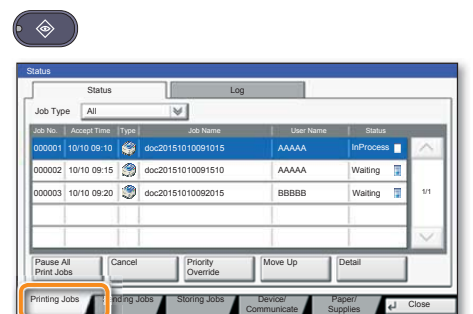 Status
Status Log
Job Type All
Job No. Accept Time Type Job Name User Name Status
000001 10/10 09:10 doc20151010091015 AAAAA InProcess
000002 10/10 09:15 doc20151010091510 AAAAA Waiting
000003 10/10 09:20 doc20151010092015 BBBBB Waiting
1/1
Pause All Print Jobs Cancel Priority Override Move Up Detail
Printing Jobs Sending Jobs Storing Jobs Device/ Communicate Paper/ Supplies Close